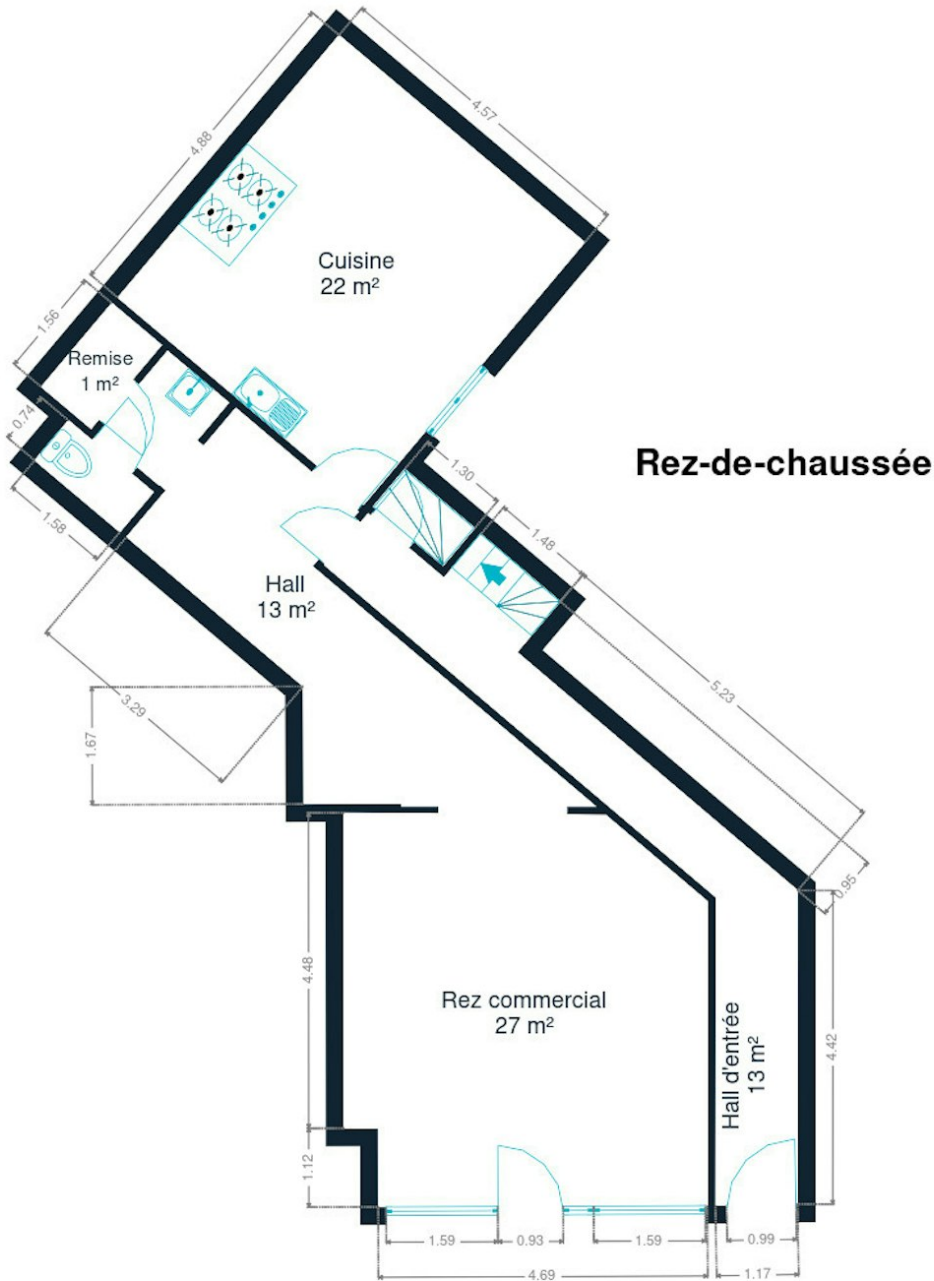 4.57
4.88
Cuisine
22 m²
1.56
Remise
1 m²
0.74
Rez-de-chaussée
1.30
1.58
1.48
Hall
13 m²
3.29
5.23
1.67
0.95
4.48
Rez commercial
27 m²
Hall d'entrée
13 m²
4.42
1.12
1.59
0.93
1.59
0.99
4.69
1.17